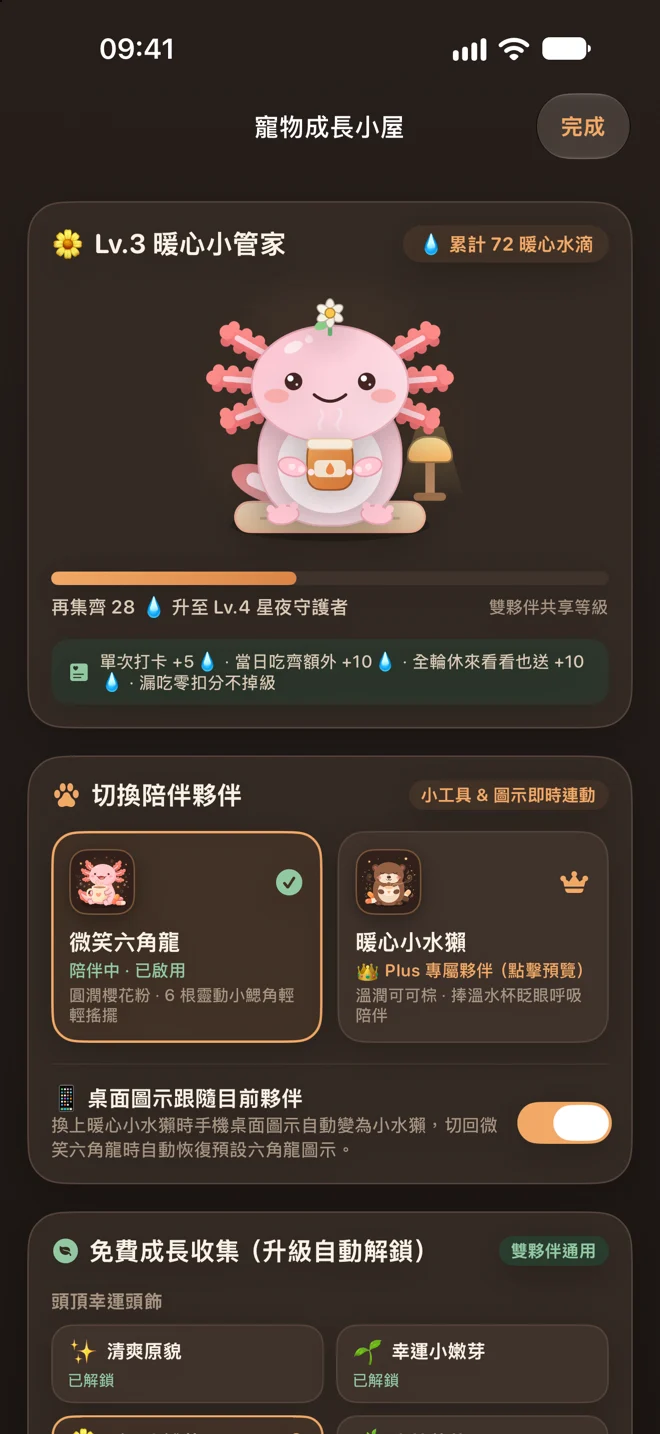 09:41
寵物成長小屋
完成
Lv.3 暖心小管家
累計 72 暖心水滴
再集齊 28 💧 升至 Lv.4 星夜守護者
雙夥伴共享等級
單次打卡 +5 💧 · 當日吃齊額外 +10 💧 · 全輪休來看看也送 +10
💧 · 漏吃零扣分不掉級
切換陪伴夥伴
小工具 & 圖示即時連動
微笑六角龍
陪伴中 · 已啟用
圓潤櫻花粉 · 6 根靈動小鰓角輕
輕搖擺
暖心小水獺
👑 Plus 專屬夥伴（點擊預覽）
溫潤可可棕 · 捧溫水杯眨眼呼吸
陪伴
📱 桌面圖示跟隨目前夥伴
換上暖心小水獺時手機桌面圖示自動變為小水獺，切回微
笑六角龍時自動恢復預設六角龍圖示。
免費成長收集（升級自動解鎖）
雙夥伴通用
頭頂幸運頭飾
✨ 清爽原貌
已解鎖
🌱 幸運小嫩芽
已解鎖